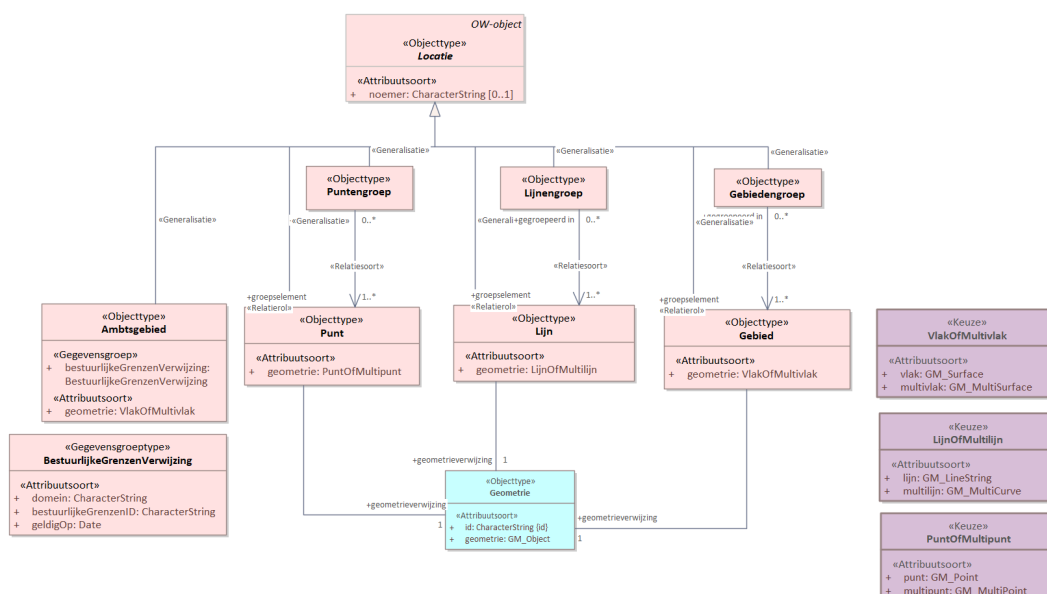 OW-object
«Objecttype»
Locatie
«Attribuutsoort»
+ noemer: CharacterString [0..1]
«Generalisatie»
«Generalisatie»
«Generalisatie»
«Objecttype»
Puntengroep
«Objecttype»
Lijnengroep
«Objecttype»
Gebiedengroep
«Generalisatie»
«Generalisatie»
0..*
«Generali
+gegroepeerd in
0..*
in
0..*
«Generalisatie»
«Relatiesoort»
«Relatiesoort»
«Relatiesoort»
+groepselement
«Relatierol»
1..*
+groepselement
«Relatierol»
1..*
+groepselement
«Relatierol»
1..*
«Objecttype»
Ambtsgebied
«Gegevensgroep»
+ bestuurlijkeGrenzenVerwijzing:
BestuurlijkeGrenzenVerwijzing
«Attribuutsoort»
+ geometrie: VlakOfMultivlak
«Objecttype»
Punt
«Attribuutsoort»
+ geometrie: PuntOfMultipunt
«Objecttype»
Lijn
«Attribuutsoort»
+ geometrie: LijnOfMultilijn
«Objecttype»
Gebied
«Attribuutsoort»
+ geometrie: VlakOfMultivlak
«Keuze»
VlakOfMultivlak
«Attribuutsoort»
+ vlak: GM_Surface
+ multivlak: GM_MultiSurface
«Gegevensgroeptype»
BestuurlijkeGrenzenVerwijzing
«Attribuutsoort»
+ domein: CharacterString
+ bestuurlijkeGrenzenID: CharacterString
+ geldigOp: Date
+geometrieverwijzing
1
+geometrieverwijzing
1
+geometrieverwijzing
1
«Objecttype»
Geometrie
«Attribuutsoort»
+ id: CharacterString {id}
+ geometrie: GM_Object
«Keuze»
LijnOfMultilijn
«Attribuutsoort»
+ lijn: GM_LineString
+ multilijn: GM_MultiCurve
«Keuze»
PuntOfMultipunt
«Attribuutsoort»
+ punt: GM_Point
+ multipunt: GM_MultiPoint